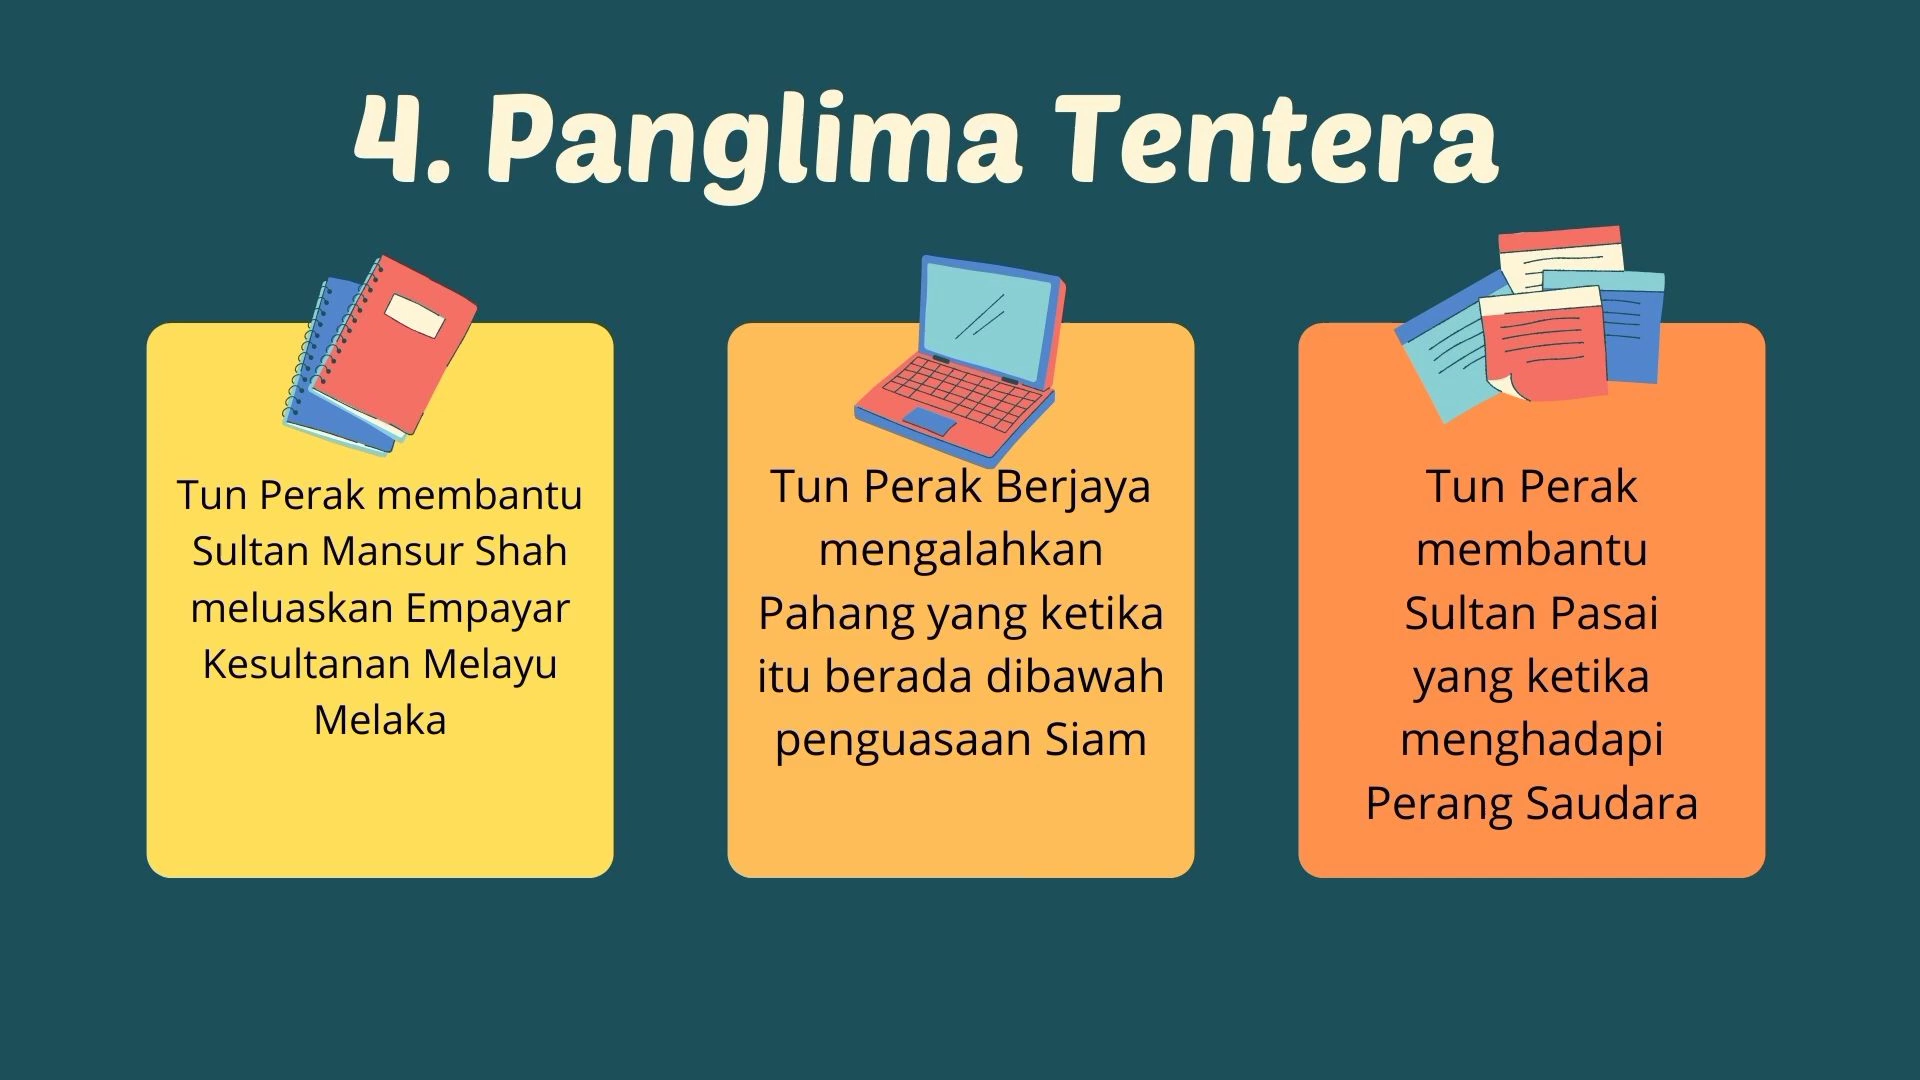 4. Panglima Tentera
Tun Perak membantu
Sultan Mansur Shah
meluaskan Empayar
Kesultanan Melayu
Melaka
Tun Perak Berjaya
mengalahkan
Pahang yang ketika
itu berada dibawah
penguasaan Siam
Tun Perak
membantu
Sultan Pasai
yang ketika
menghadapi
Perang Saudara